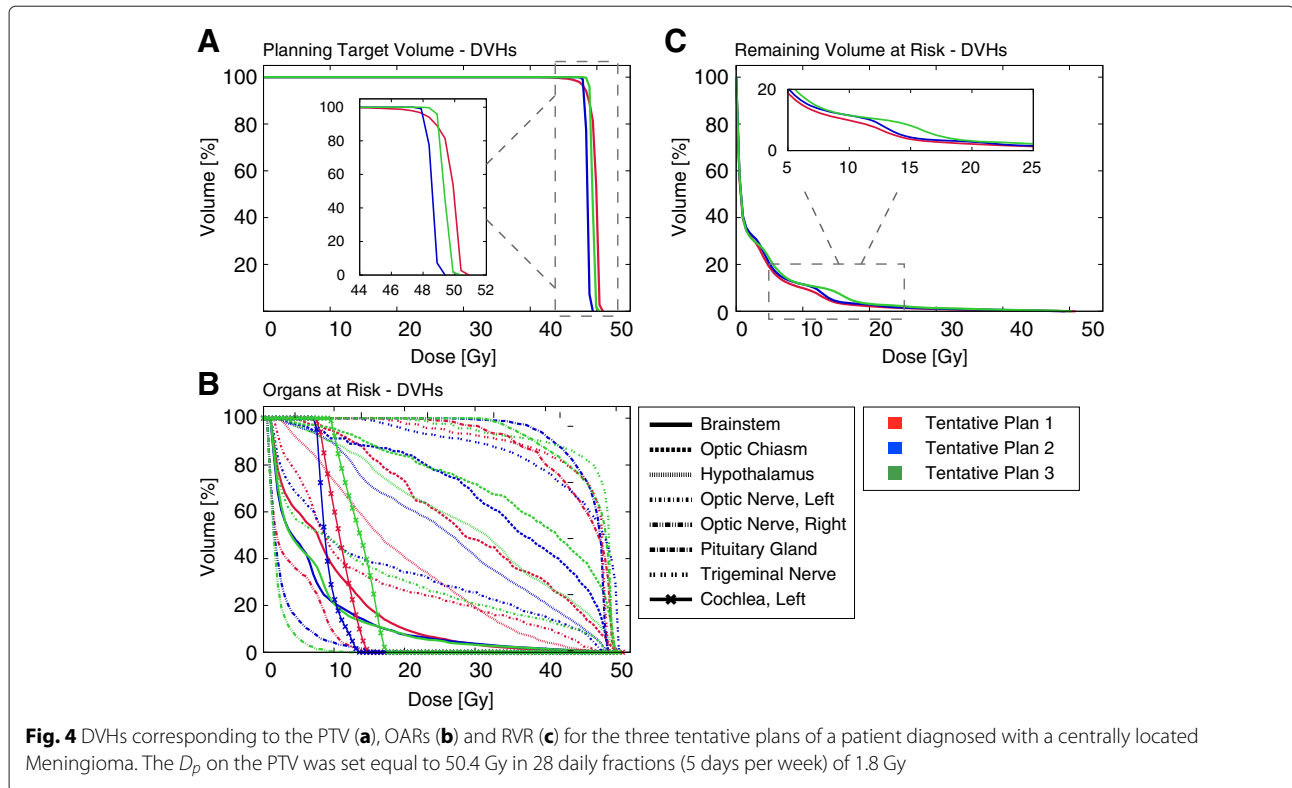 A
Planning Target Volume - DVHs
Volume [%]
100
80
60
40
20
0 10 20 30 40 50
Dose [Gy]
100
80
60
40
20
0
44 46 48 50 52
C
Remaining Volume at Risk - DVHs
Volume [%]
100
80
60
40
20
0 10 20 30 40 50
Dose [Gy]
20
0
5 10 15 20 25
B
Organs at Risk - DVHs
Volume [%]
100
80
60
40
20
0
0 10 20 30 40 50
Dose [Gy]
Brainstem
Optic Chiasm
Hypothalamus
Optic Nerve, Left
Optic Nerve, Right
Pituitary Gland
Trigeminal Nerve
Cochlea, Left
Tentative Plan 1
Tentative Plan 2
Tentative Plan 3
Fig. 4 DVHs corresponding to the PTV (a), OARs (b) and RVR (c) for the three tentative plans of a patient diagnosed with a centrally located
Meningioma. The Dp on the PTV was set equal to 50.4 Gy in 28 daily fractions (5 days per week) of 1.8 Gy